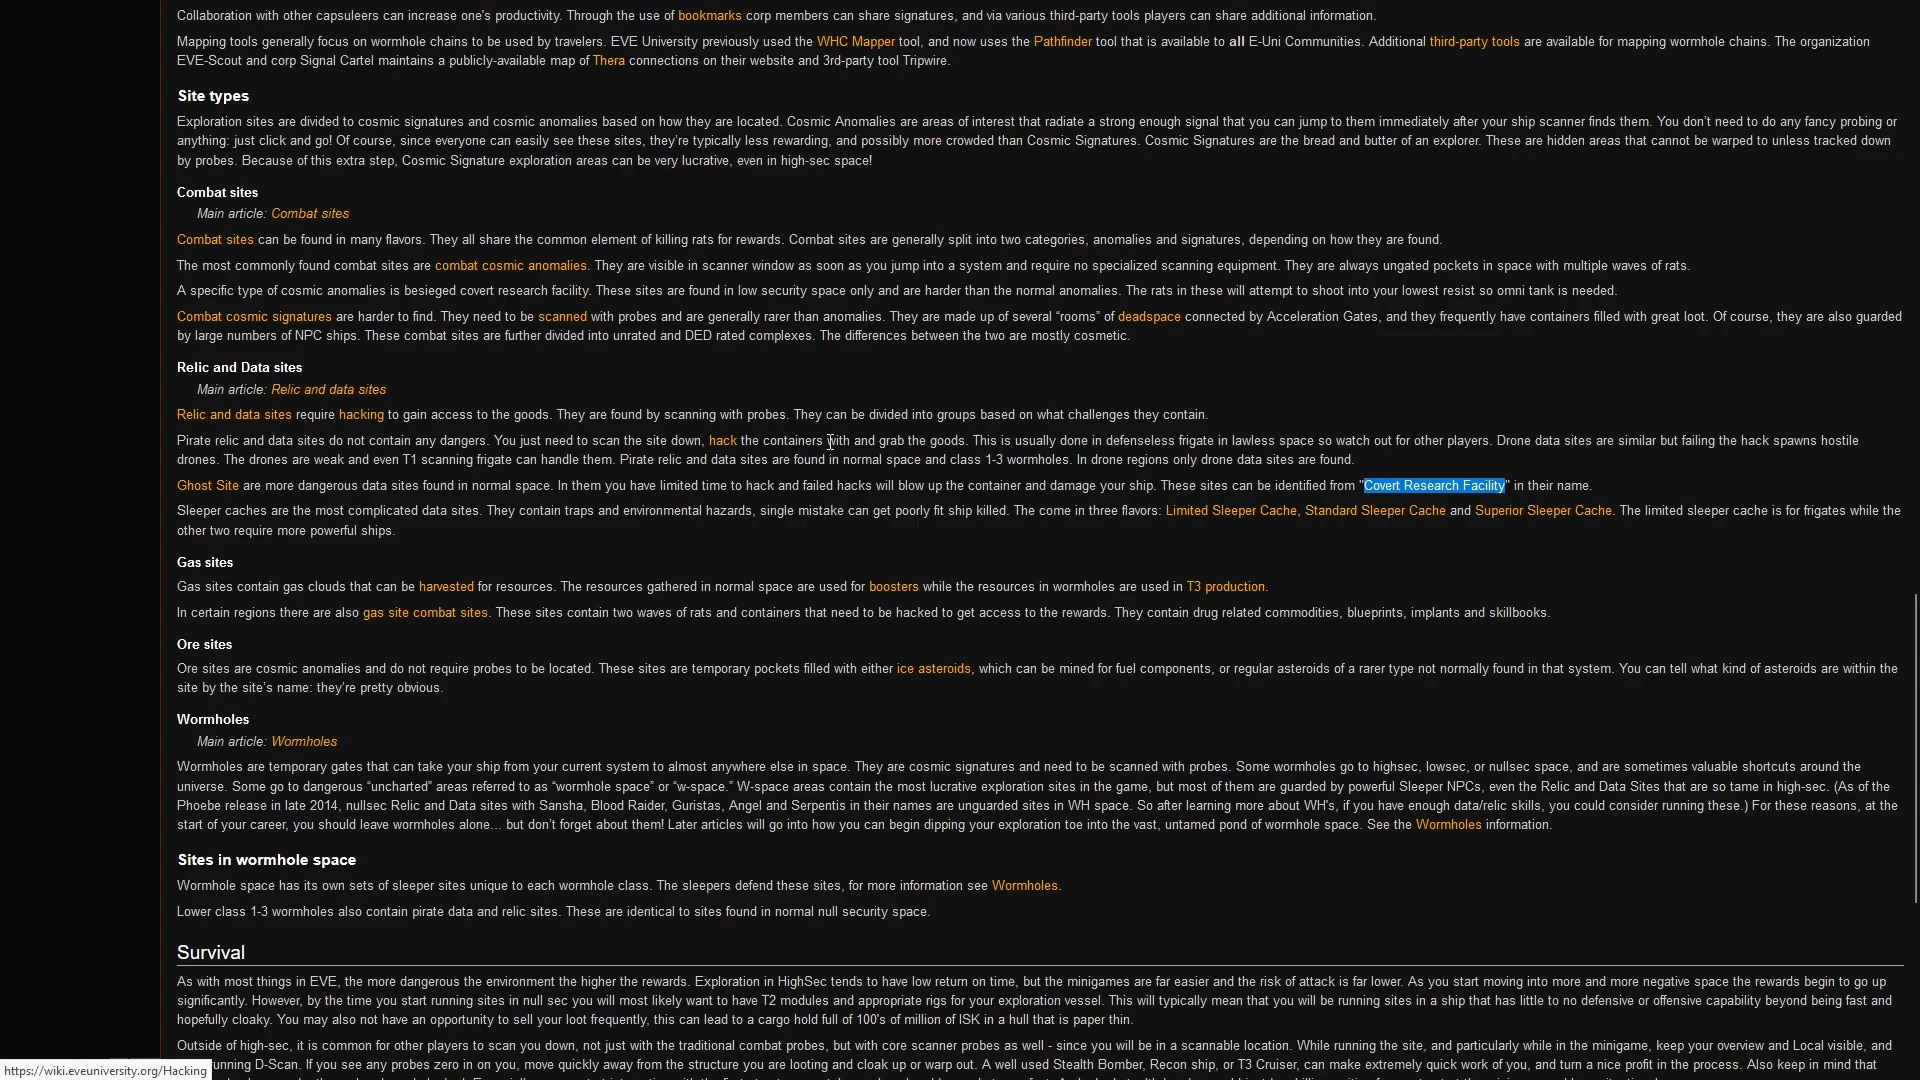 Collaboration with other capsuleers can increase one's productivity. Through the use of bookmarks corp members can share signatures, and via various third-party tools players can share additional information.
Mapping tools generally focus on wormhole chains to be used by travelers. EVE University previously used the WHC Mapper tool, and now uses the Pathfinder tool that is available to all E-Uni Communities. Additional third-party tools are available for mapping wormhole chains. The organization
EVE-Scout and corp Signal Cartel maintains a publicly-available map of Thera connections on their website and 3rd-party tool Tripwire.
Site types
Exploration sites are divided to cosmic signatures and cosmic anomalies based on how they are located. Cosmic Anomalies are areas of interest that radiate a strong enough signal that you can jump to them immediately after your ship scanner finds them. You don't need to do any fancy probing or
anything: just click and go! Of course, since everyone can easily see these sites, they're typically less rewarding, and possibly more crowded than Cosmic Signatures. Cosmic Signatures are the bread and butter of an explorer. These are hidden areas that cannot be warped to unless tracked down
by probes. Because of this extra step, Cosmic Signature exploration areas can be very lucrative, even in high-sec space!
Combat sites
Main article: Combat sites
Combat sites can be found in many flavors. They all share the common element of killing rats for rewards. Combat sites are generally split into two categories, anomalies and signatures, depending on how they are found.
The most commonly found combat sites are combat cosmic anomalies. They are visible in scanner window as soon as you jump into a system and require no specialized scanning equipment. They are always ungated pockets in space with multiple waves of rats.
A specific type of cosmic anomalies is besieged covert research facility. These sites are found in low security space only and are harder than the normal anomalies. The rats in these will attempt to shoot into your lowest resist so omni tank is needed.
Combat cosmic signatures are harder to find. They need to be scanned with probes and are generally rarer than anomalies. They are made up of several “rooms” of deadspace connected by Acceleration Gates, and they frequently have containers filled with great loot. Of course, they are also guarded
by large numbers of NPC ships. These combat sites are further divided into unrated and DED rated complexes. The differences between the two are mostly cosmetic.
Relic and Data sites
Main article: Relic and data sites
Relic and data sites require hacking to gain access to the goods. They are found by scanning with probes. They can be divided into groups based on what challenges they contain.
Pirate relic and data sites do not contain any dangers. You just need to scan the site down, hack the containers with and grab the goods. This is usually done in defenseless frigate in lawless space so watch out for other players. Drone data sites are similar but failing the hack spawns hostile
drones. The drones are weak and even T1 scanning frigate can handle them. Pirate relic and data sites are found in normal space and class 1-3 wormholes. In drone regions only drone data sites are found.
Ghost Site are more dangerous data sites found in normal space. In them you have limited time to hack and failed hacks will blow up the container and damage your ship. These sites can be identified from "Covert Research Facility" in their name.
Sleeper caches are the most complicated data sites. They contain traps and environmental hazards, single mistake can get poorly fit ship killed. The come in three flavors: Limited Sleeper Cache, Standard Sleeper Cache and Superior Sleeper Cache. The limited sleeper cache is for frigates while the
other two require more powerful ships.
Gas sites
Gas sites contain gas clouds that can be harvested for resources. The resources gathered in normal space are used for boosters while the resources in wormholes are used in T3 production.
In certain regions there are also gas site combat sites. These sites contain two waves of rats and containers that need to be hacked to get access to the rewards. They contain drug related commodities, blueprints, implants and skillbooks.
Ore sites
Ore sites are cosmic anomalies and do not require probes to be located. These sites are temporary pockets filled with either ice asteroids, which can be mined for fuel components, or regular asteroids of a rarer type not normally found in that system. You can tell what kind of asteroids are within the
site by the site's name: they're pretty obvious.
Wormholes
Main article: Wormholes
Wormholes are temporary gates that can take your ship from your current system to almost anywhere else in space. They are cosmic signatures and need to be scanned with probes. Some wormholes go to highsec, lowsec, or nullsec space, and are sometimes valuable shortcuts around the
universe. Some go to dangerous “uncharted” areas referred to as “wormhole space” or “w-space.” W-space areas contain the most lucrative exploration sites in the game, but most of them are guarded by powerful Sleeper NPCs, even the Relic and Data Sites that are so tame in high-sec. (As of the
Phoebe release in late 2014, nullsec Relic and Data sites with Sansha, Blood Raider, Guristas, Angel and Serpentis in their names are unguarded sites in WH space. So after learning more about WH's, if you have enough data/relic skills, you could consider running these.) For these reasons, at the
start of your career, you should leave wormholes alone... but don't forget about them! Later articles will go into how you can begin dipping your exploration toe into the vast, untamed pond of wormhole space. See the Wormholes information.
Sites in wormhole space
Wormhole space has its own sets of sleeper sites unique to each wormhole class. The sleepers defend these sites, for more information see Wormholes.
Lower class 1-3 wormholes also contain pirate data and relic sites. These are identical to sites found in normal null security space.
Survival
As with most things in EVE, the more dangerous the environment the higher the rewards. Exploration in HighSec tends to have low return on time, but the minigames are far easier and the risk of attack is far lower. As you start moving into more and more negative space the rewards begin to go up
significantly. However, by the time you start running sites in null sec you will most likely want to have T2 modules and appropriate rigs for your exploration vessel. This will typically mean that you will be running sites in a ship that has little to no defensive or offensive capability beyond being fast and
hopefully cloaky. You may also not have an opportunity to sell your loot frequently, this can lead to a cargo hold full of 100's of million of ISK in a hull that is paper thin.
Outside of high-sec, it is common for other players to scan you down, not just with the traditional combat probes, but with core scanner probes as well - since you will be in a scannable location. While running the site, and particularly while in the minigame, keep your overview and Local visible, and
running D-Scan. If you see any probes zero in on you, move quickly away from the structure you are looting and cloak up or warp out. A well used Stealth Bomber, Recon ship, or T3 Cruiser, can make extremely quick work of you, and turn a nice profit in the process. Also keep in mind that
https://wiki.eveuniversity.org/Hacking